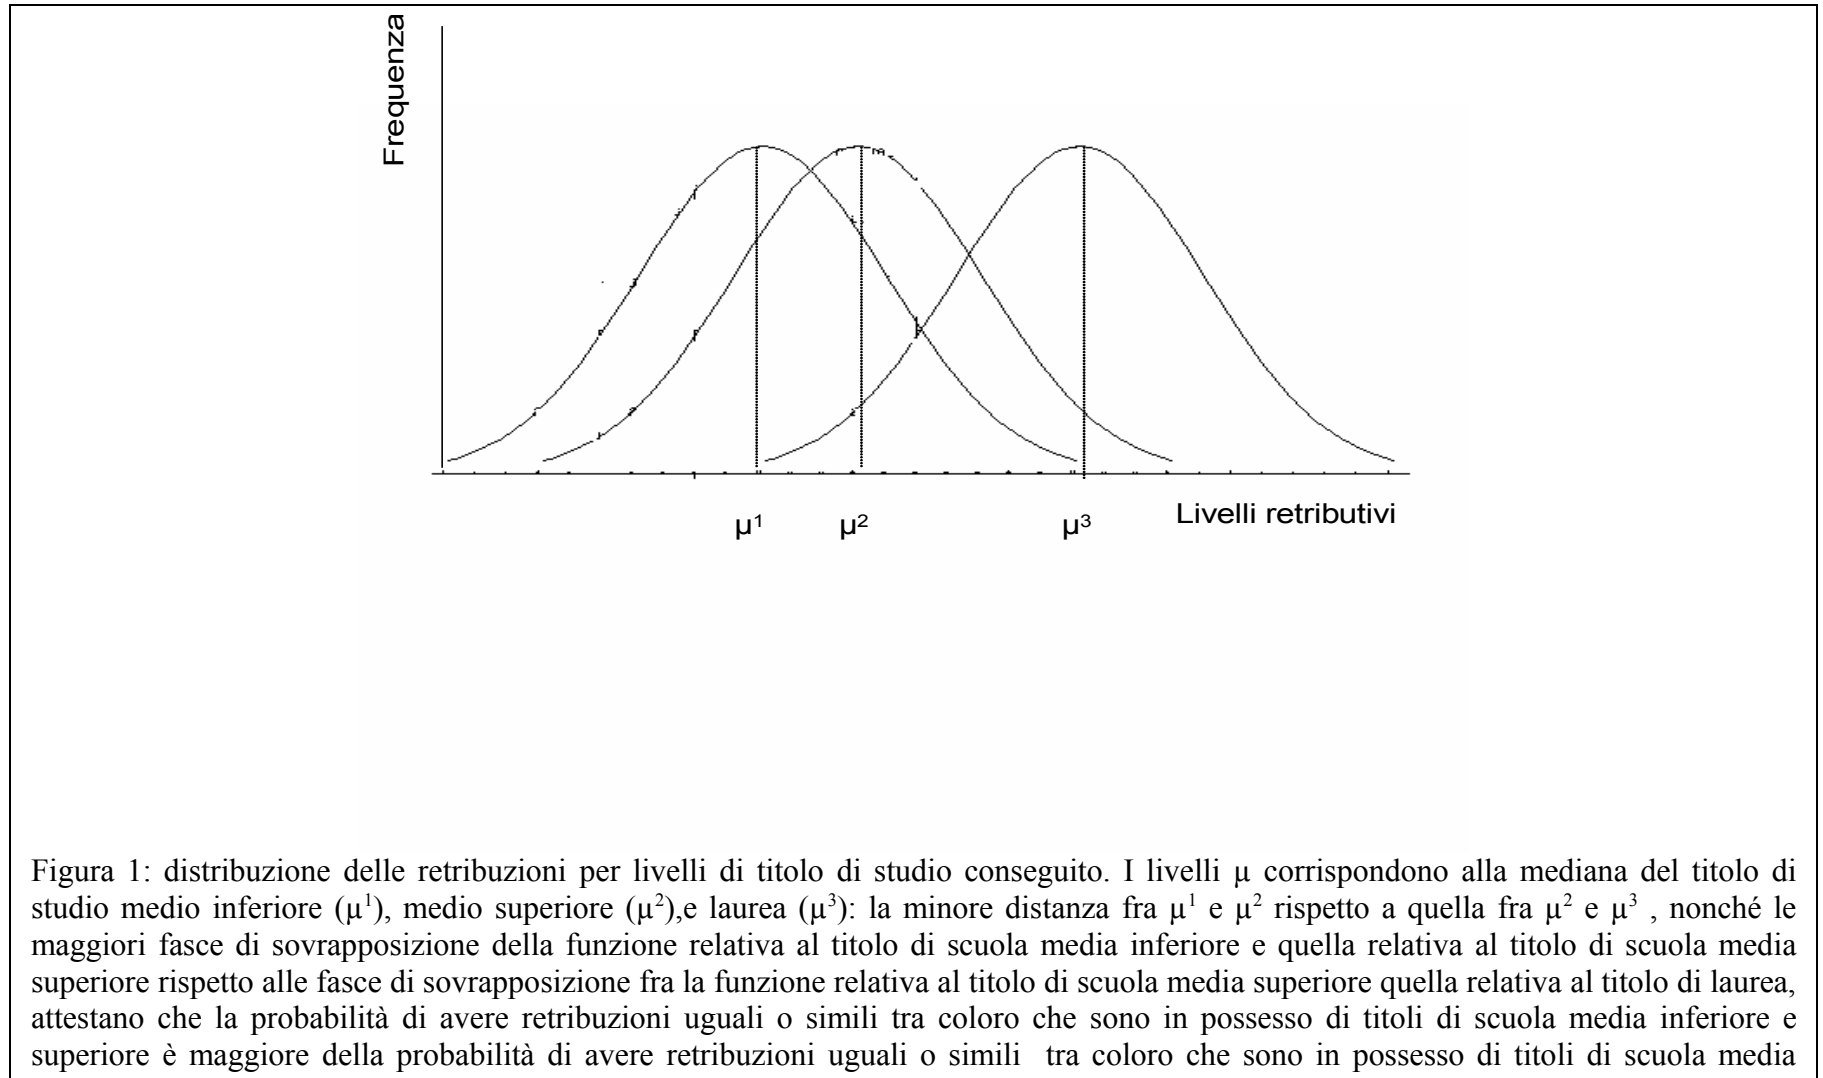 Frequenza
μ¹ μ² μ³ Livelli retributivi
Figura 1: distribuzione delle retribuzioni per livelli di titolo di studio conseguito. I livelli μ corrispondono alla mediana del titolo di
studio medio inferiore (μ¹), medio superiore (μ²),e laurea (μ³): la minore distanza fra μ¹ e μ² rispetto a quella fra μ² e μ³ , nonché le
maggiori fasce di sovrapposizione della funzione relativa al titolo di scuola media inferiore e quella relativa al titolo di scuola media
superiore rispetto alle fasce di sovrapposizione fra la funzione relativa al titolo di scuola media superiore quella relativa al titolo di laurea,
attestano che la probabilità di avere retribuzioni uguali o simili tra coloro che sono in possesso di titoli di scuola media inferiore e
superiore è maggiore della probabilità di avere retribuzioni uguali o simili tra coloro che sono in possesso di titoli di scuola media